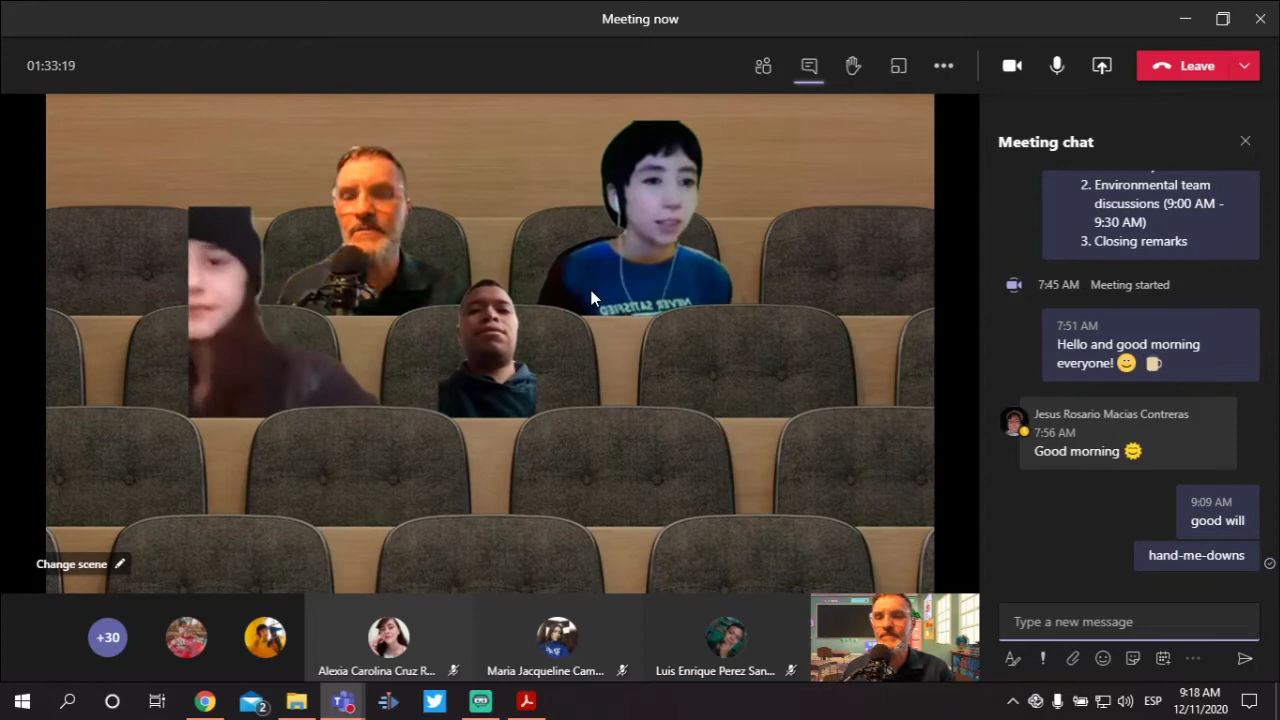 Meeting now
01:33:19
Leave
Meeting chat
2. Environmental team
discussions (9:00 AM -
9:30 AM)
3. Closing remarks
7:45 AM Meeting started
7:51 AM
Hello and good morning
everyone! 🙂 ☕
Jesus Rosario Macias Contreras
7:56 AM
Good morning 🌞
9:09 AM
good will
hand-me-downs
NEVER SATISFIED
Change scene
+30
Alexia Carolina Cruz R...
Maria Jacqueline Cam...
Luis Enrique Perez San...
Type a new message
2
ESP
9:18 AM
12/11/2020